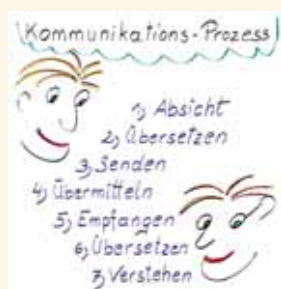 Kommunikations-Prozess
1) Absicht
2) Übersetzen
3) Senden
4) Übermitteln
5) Empfangen
6) Übersetzen
7) Verstehen